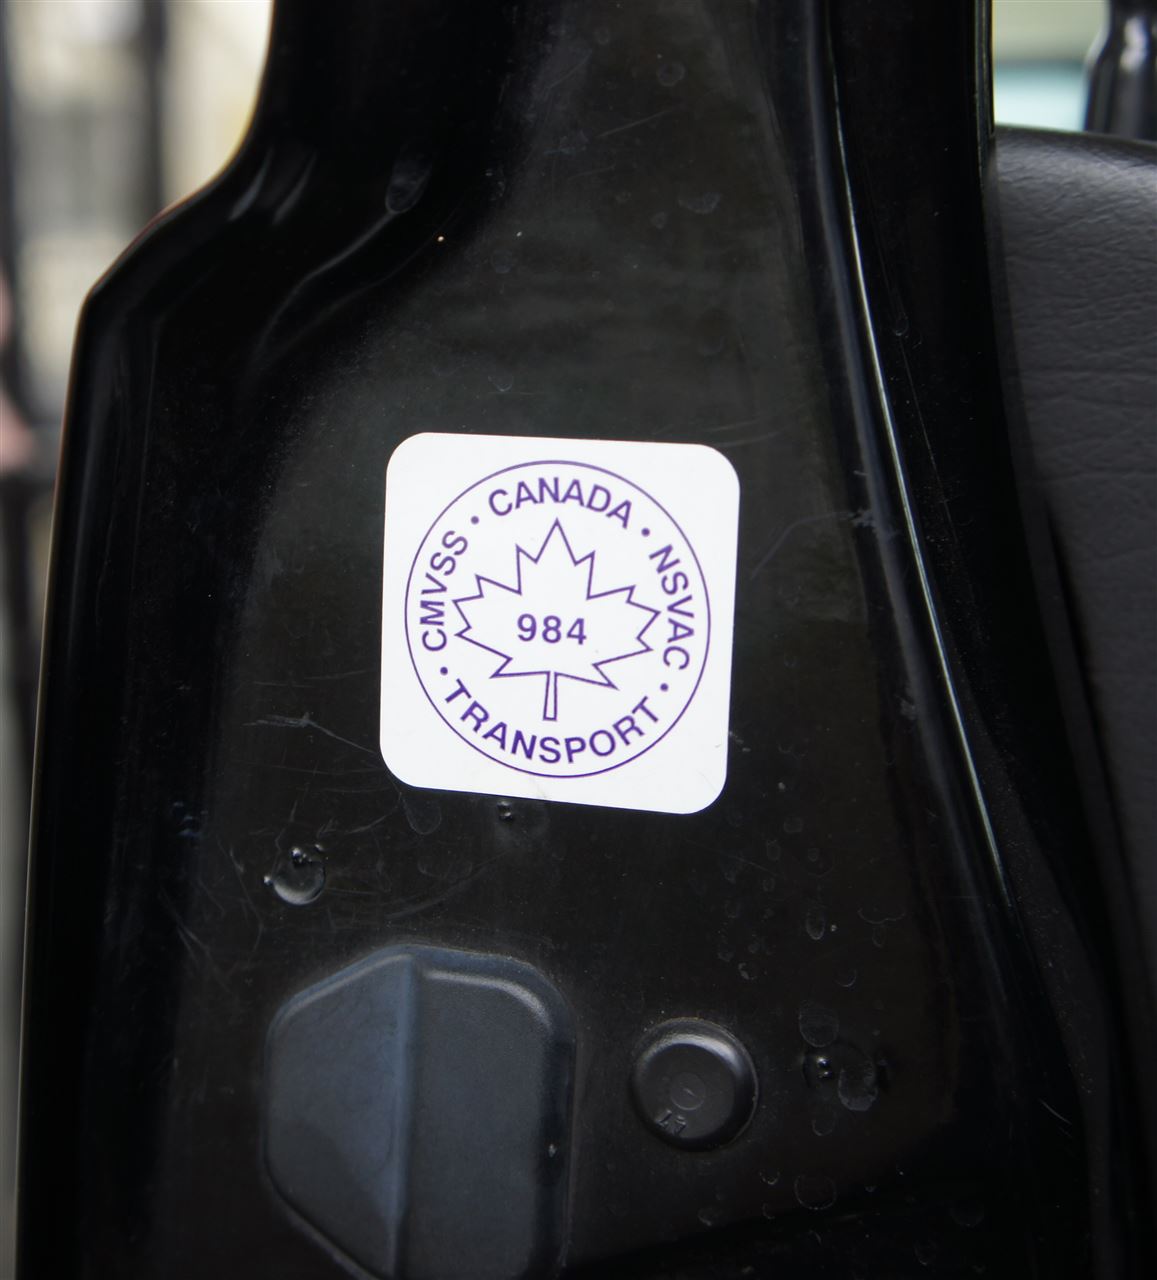 CMVSS · CANADA · NSVAC · TRANSPORT ·
984